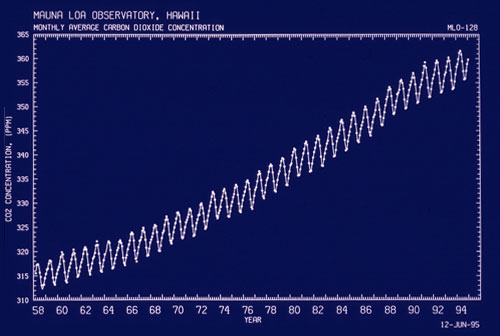 MAUNA LOA OBSERVATORY, HAWAII
MONTHLY AVERAGE CARBON DIOXIDE CONCENTRATION
MLO-128
CO2 CONCENTRATION, (PPM)
365
360
355
350
345
340
335
330
325
320
315
310
58 60 62 64 66 68 70 72 74 76 78 80 82 84 86 88 90 92 94
YEAR
12-JUN-95